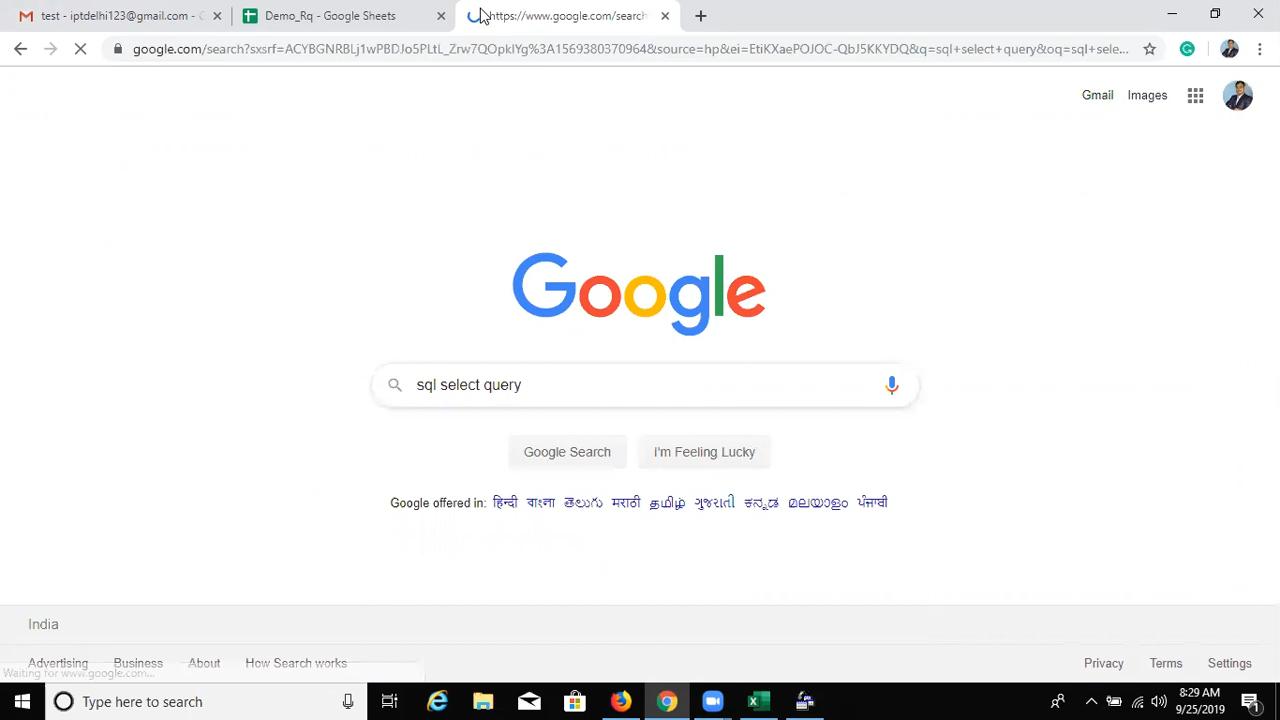 test - iptdelhi123@gmail.com - G
Demo_Rq - Google Sheets
https://www.google.com/search
google.com/search?sxsrf=ACYBGNRBLj1wPBDJo5PLtL_Zrw7QOpklYg%3A1569380370964&source=hp&ei=EtiKXaePOJOC-QbJ5KKYDQ&q=sql+select+query&oq=sql+sele...
Gmail Images
Google
sql select query
Google Search I'm Feeling Lucky
Google offered in: हिन्दी বাংলা తెలుగు मराठी தமிழ் ગુજરાતી ಕನ್ನಡ മലയാളം ਪੰਜਾਬੀ
India
Advertising Business About How Search works Privacy Terms Settings
Waiting for www.google.com...
Type here to search
8:29 AM
9/25/2019
1